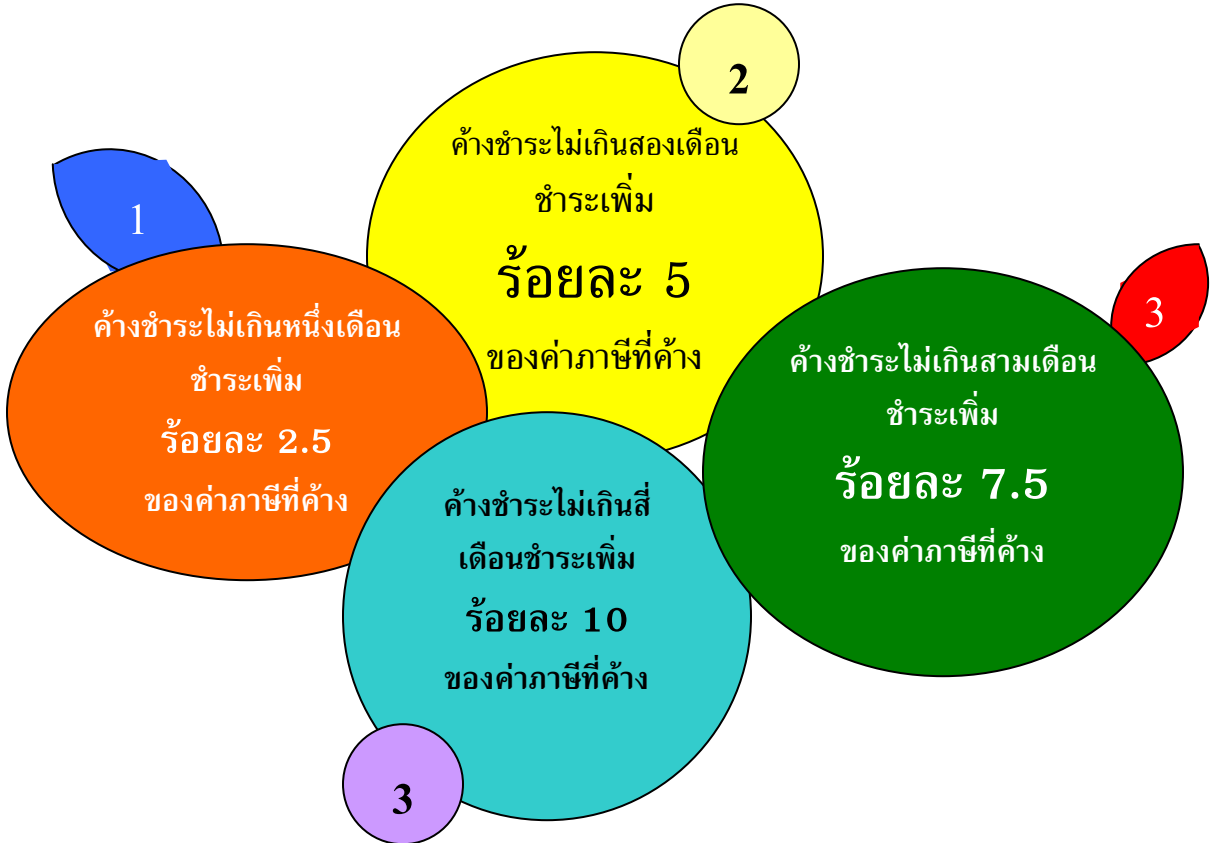 1
ค้างชำระไม่เกินหนึ่งเดือน
ชำระเพิ่ม
ร้อยละ 2.5
ของค่าภาษีที่ค้าง
2
ค้างชำระไม่เกินสองเดือน
ชำระเพิ่ม
ร้อยละ 5
ของค่าภาษีที่ค้าง
3
ค้างชำระไม่เกินสามเดือน
ชำระเพิ่ม
ร้อยละ 7.5
ของค่าภาษีที่ค้าง
ค้างชำระไม่เกินสี่
เดือนชำระเพิ่ม
ร้อยละ 10
ของค่าภาษีที่ค้าง
3